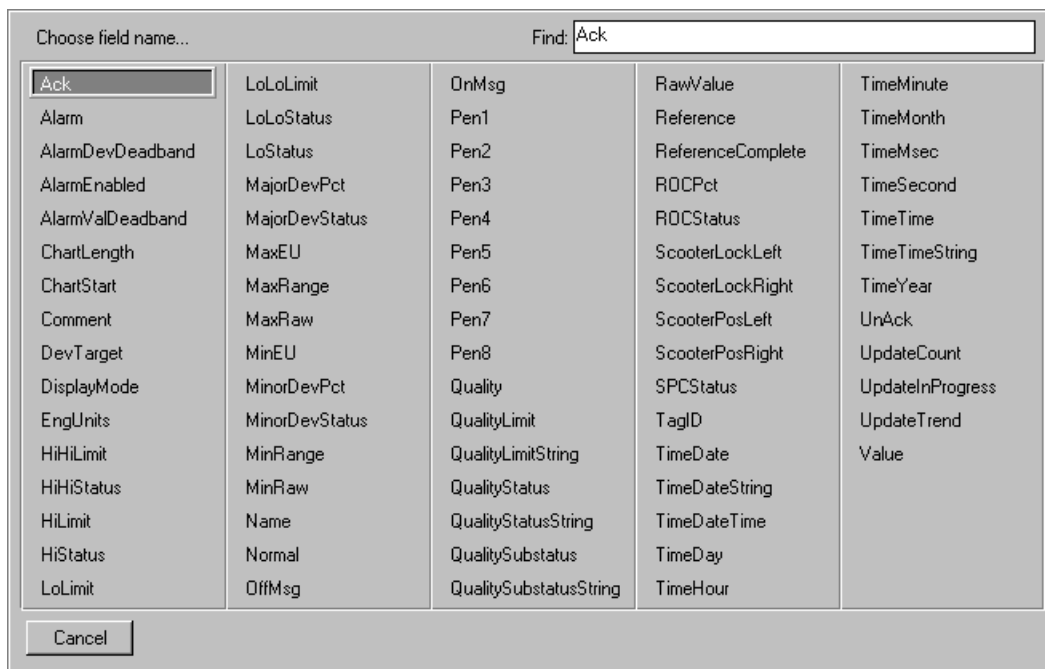 Choose field name...
Find: Ack
Ack
Alarm
AlarmDevDeadband
AlarmEnabled
AlarmValDeadband
ChartLength
ChartStart
Comment
DevTarget
DisplayMode
EngUnits
HiHiLimit
HiHiStatus
HiLimit
HiStatus
LoLimit
LoLoLimit
LoLoStatus
LoStatus
MajorDevPct
MajorDevStatus
MaxEU
MaxRange
MaxRaw
MinEU
MinorDevPct
MinorDevStatus
MinRange
MinRaw
Name
Normal
OffMsg
OnMsg
Pen1
Pen2
Pen3
Pen4
Pen5
Pen6
Pen7
Pen8
Quality
QualityLimit
QualityLimitString
QualityStatus
QualityStatusString
QualitySubstatus
QualitySubstatusString
RawValue
Reference
ReferenceComplete
ROCPct
ROCStatus
ScooterLockLeft
ScooterLockRight
ScooterPosLeft
ScooterPosRight
SPCStatus
TagID
TimeDate
TimeDateString
TimeDateTime
TimeDay
TimeHour
TimeMinute
TimeMonth
TimeMsec
TimeSecond
TimeTime
TimeTimeString
TimeYear
UnAck
UpdateCount
UpdateInProgress
UpdateTrend
Value
Cancel